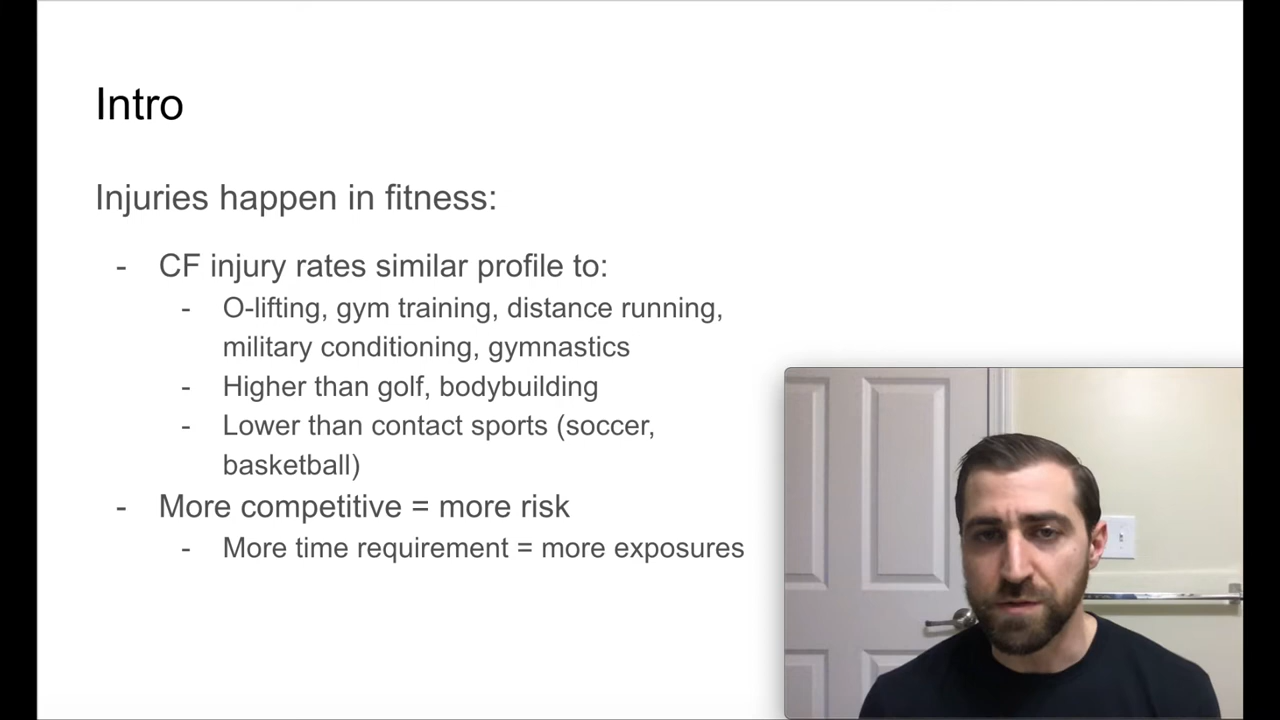 Intro
Injuries happen in fitness:
- CF injury rates similar profile to:
- O-lifting, gym training, distance running,
military conditioning, gymnastics
- Higher than golf, bodybuilding
- Lower than contact sports (soccer,
basketball)
- More competitive = more risk
- More time requirement = more exposures